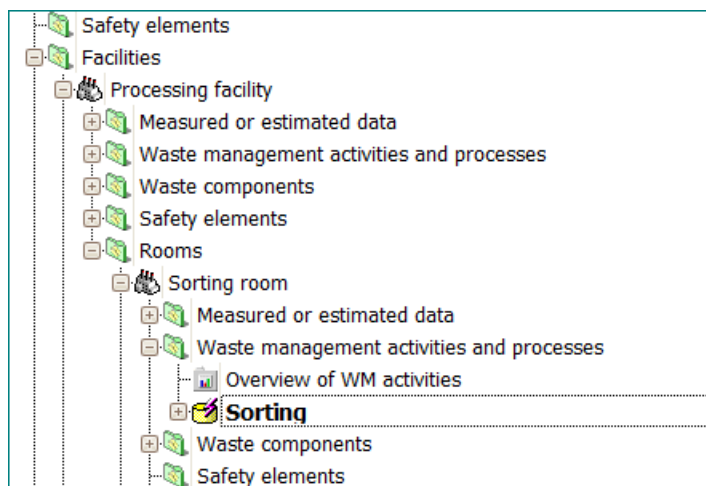 Safety elements
Facilities
Processing facility
Measured or estimated data
Waste management activities and processes
Waste components
Safety elements
Rooms
Sorting room
Measured or estimated data
Waste management activities and processes
Overview of WM activities
Sorting
Waste components
Safety elements